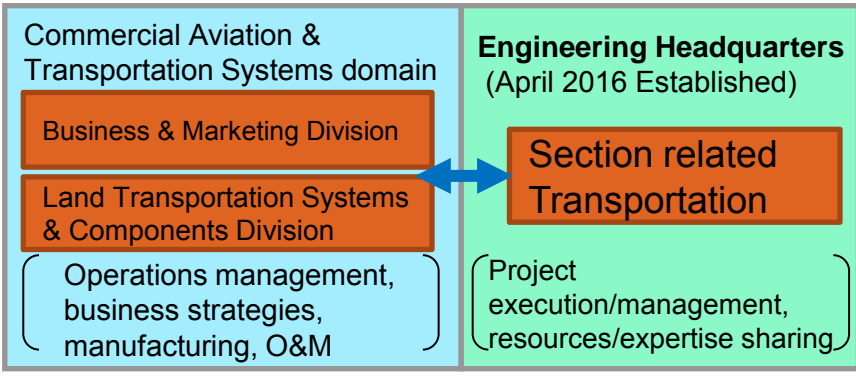 Commercial Aviation &
Transportation Systems domain
Business & Marketing Division
Land Transportation Systems
& Components Division
Operations management,
business strategies,
manufacturing, O&M
Engineering Headquarters
(April 2016 Established)
Section related
Transportation
Project
execution/management,
resources/expertise sharing